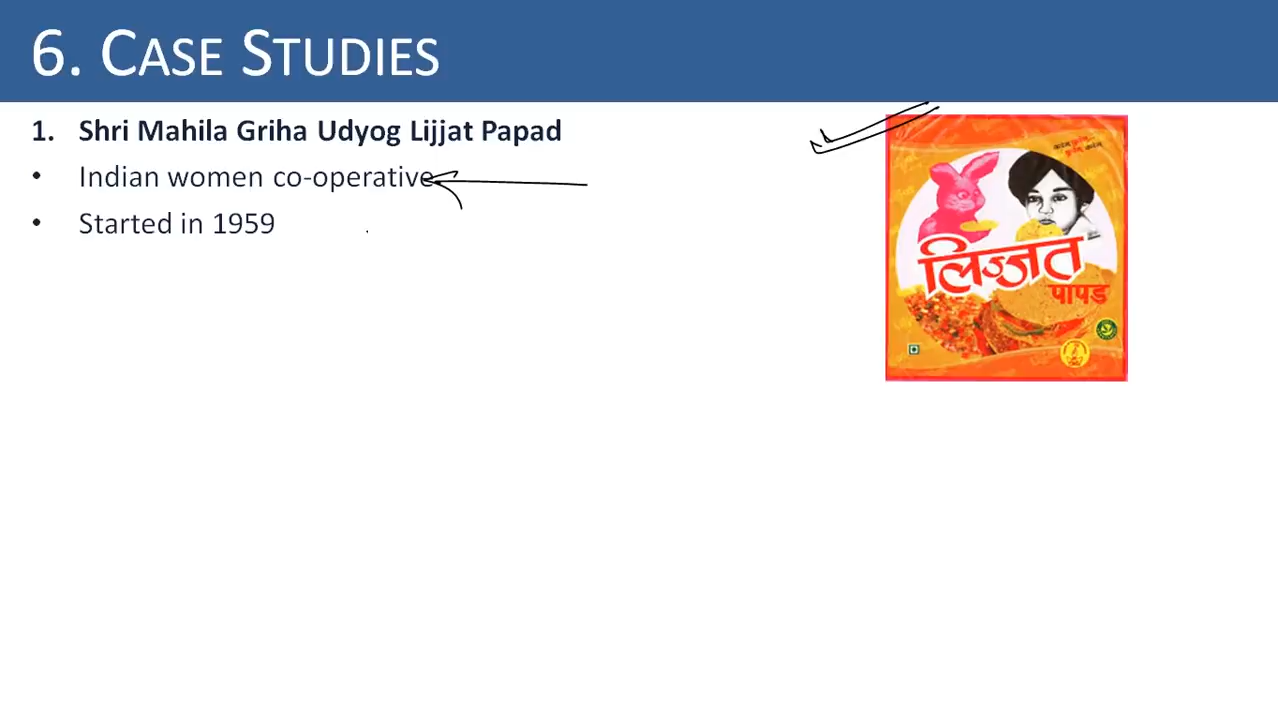 6. CASE STUDIES
1. Shri Mahila Griha Udyog Lijjat Papad
• Indian women co-operative
• Started in 1959
लिज्जत
पापड